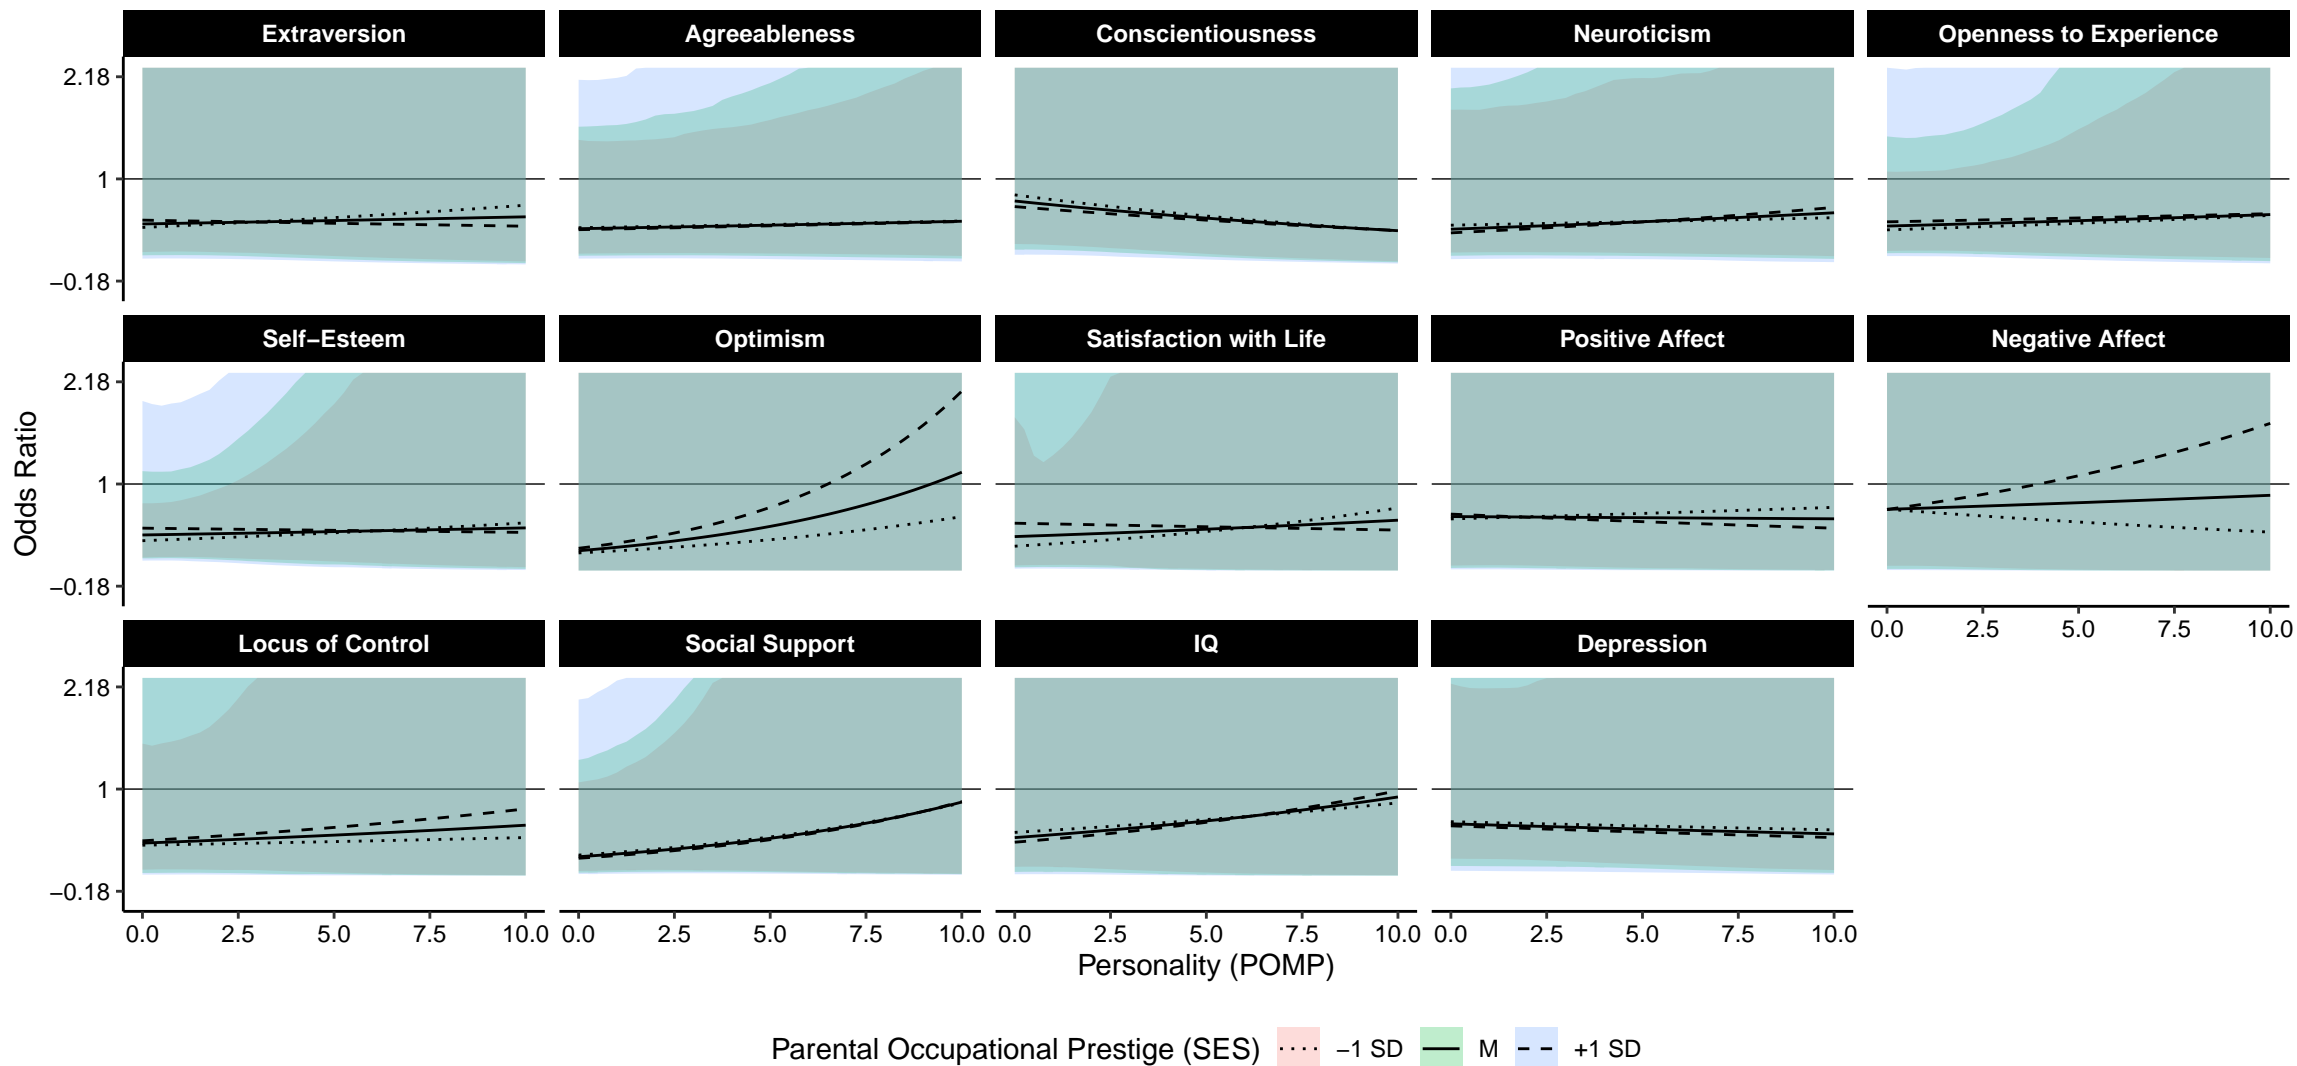 Extraversion Agreeableness Conscientiousness Neuroticism Openness to Experience
2.18
1
−0.18
Self−Esteem Optimism Satisfaction with Life Positive Affect Negative Affect
2.18
1
−0.18
0.0 2.5 5.0 7.5 10.0
Locus of Control Social Support IQ Depression
2.18
1
−0.18
0.0 2.5 5.0 7.5 10.0 0.0 2.5 5.0 7.5 10.0 0.0 2.5 5.0 7.5 10.0 0.0 2.5 5.0 7.5 10.0
Odds Ratio
Personality (POMP)
Parental Occupational Prestige (SES) −1 SD M +1 SD